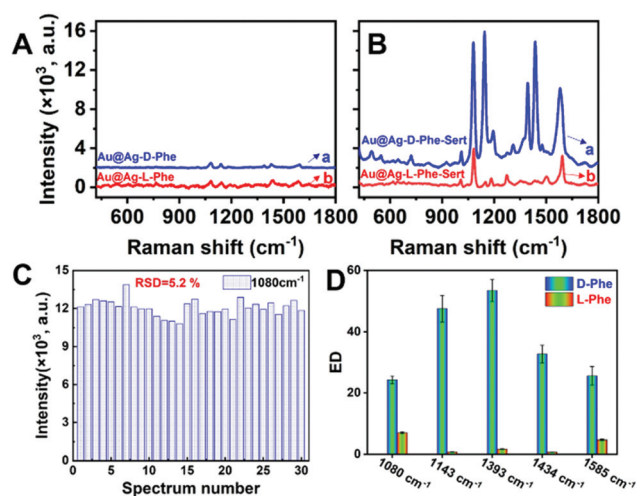 A
B
Intensity (×10³, a.u.)
16
12
8
4
0
Au@Ag-D-Phe
a
Au@Ag-L-Phe
b
Au@Ag-D-Phe-Sert
a
Au@Ag-L-Phe-Sert
b
600 900 1200 1500 1800
600 900 1200 1500 1800
Raman shift (cm⁻¹)
Raman shift (cm⁻¹)
C
RSD=5.2 %
1080cm⁻¹
Intensity(×10³, a.u.)
15
12
9
6
3
0
0 5 10 15 20 25 30
Spectrum number
D
D-Phe
L-Phe
ED
60
40
20
0
1080 cm⁻¹
1143 cm⁻¹
1393 cm⁻¹
1434 cm⁻¹
1585 cm⁻¹